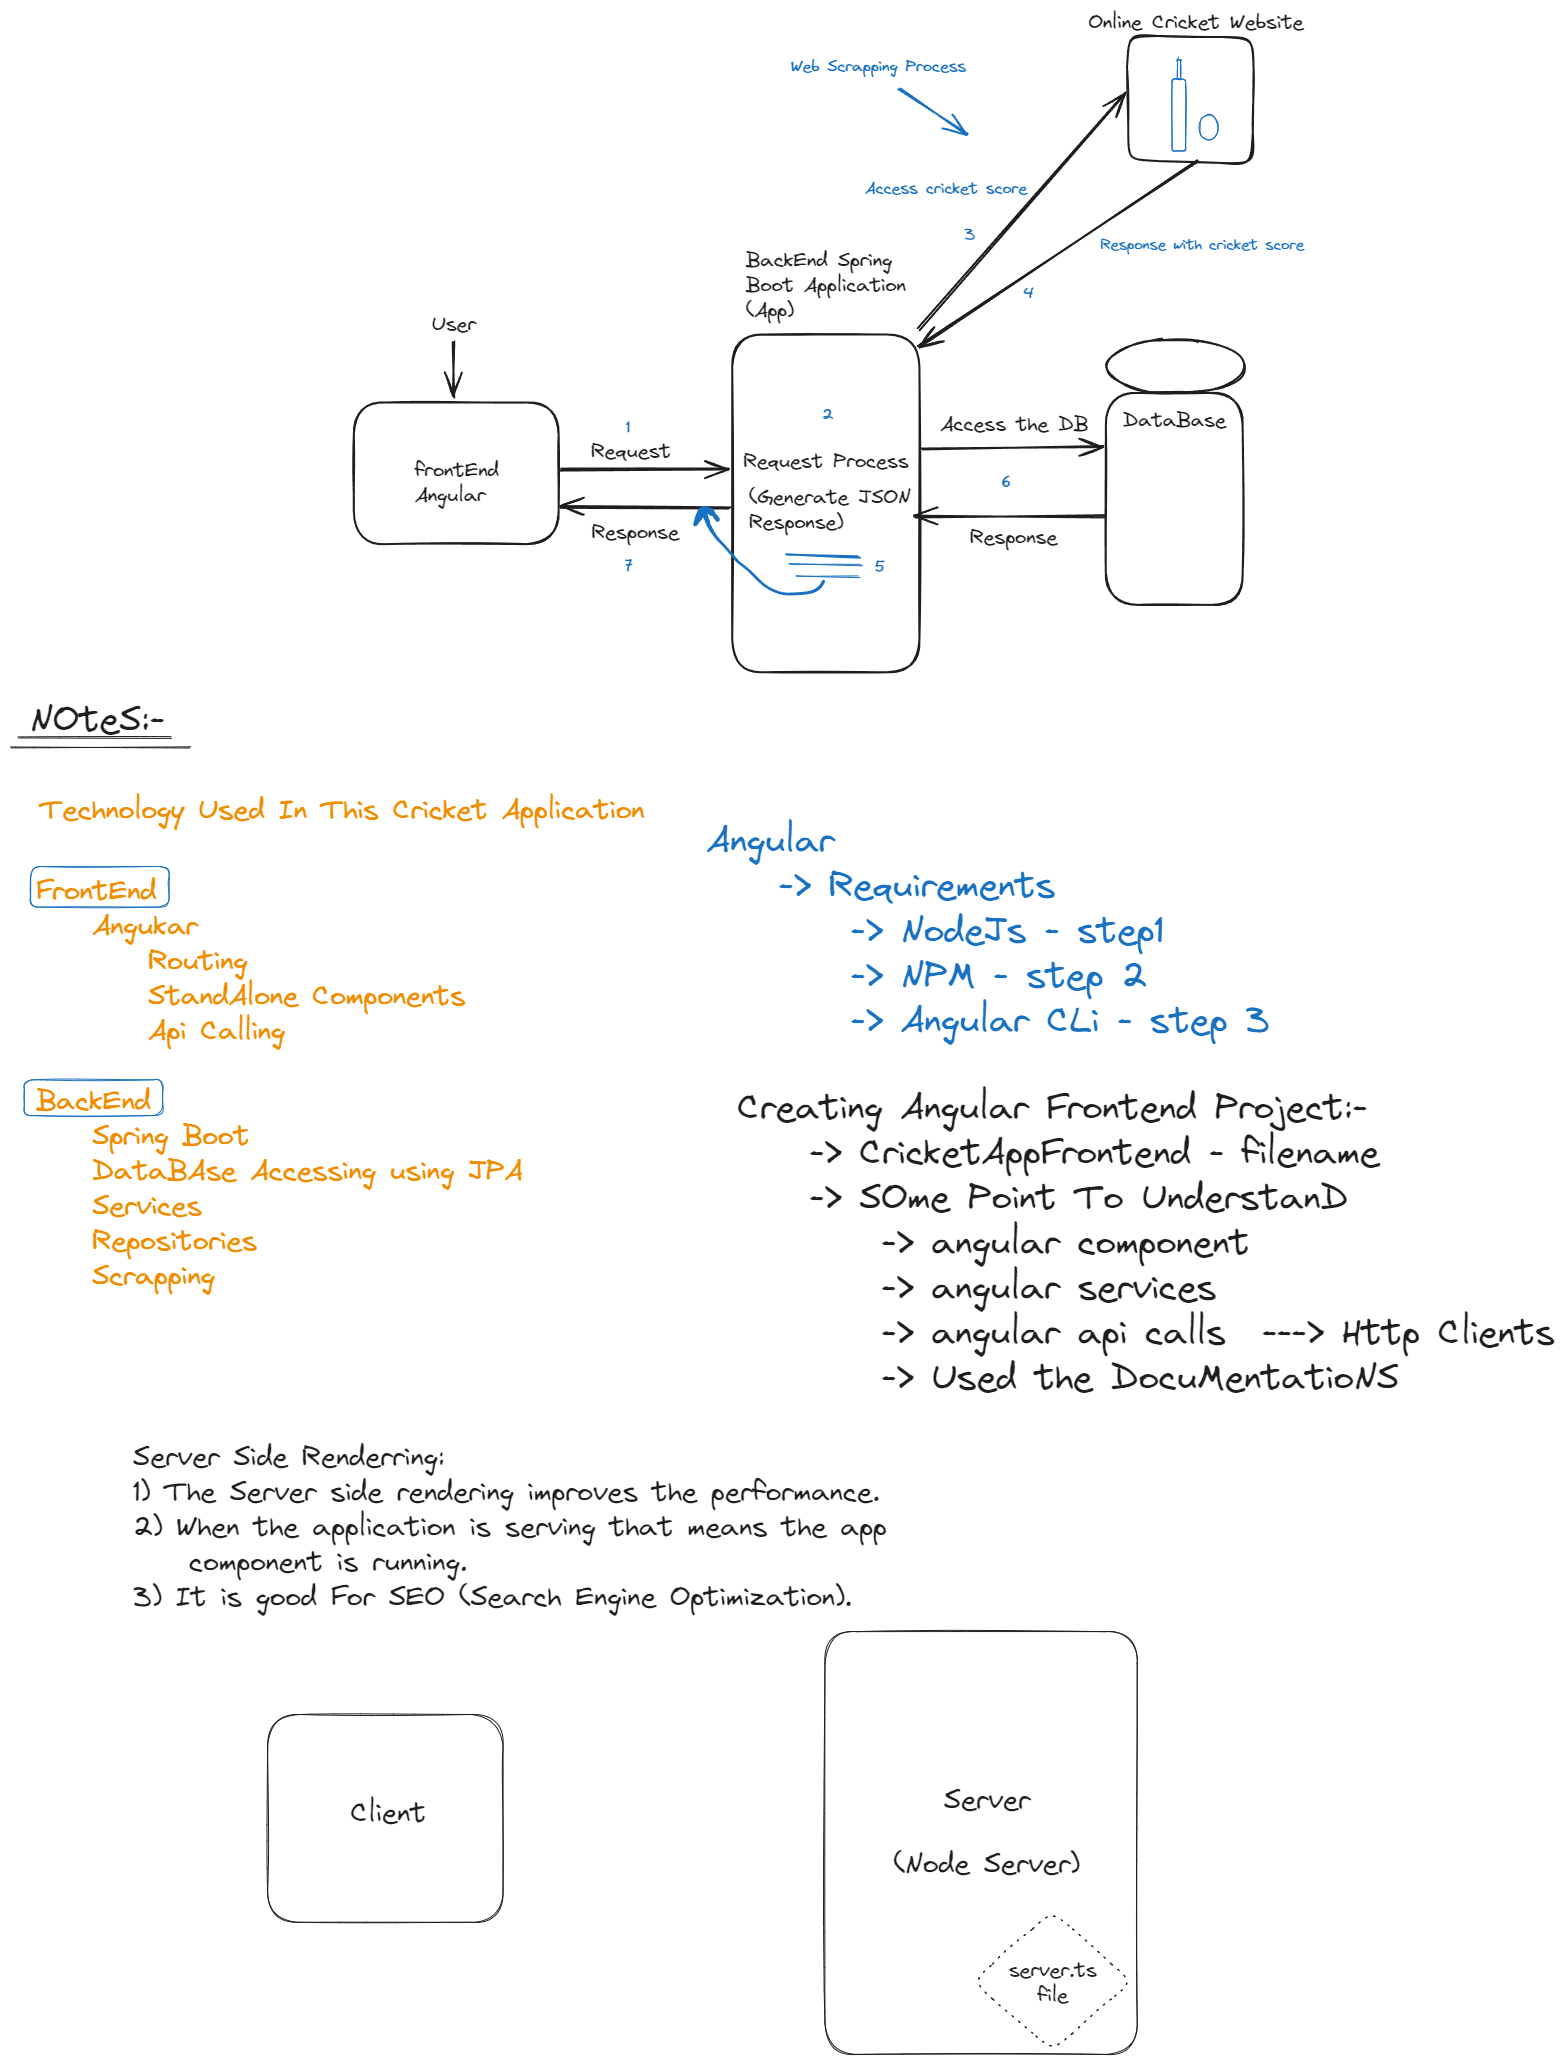 Online Cricket Website
Web Scrapping Process
Access cricket score
3
Response with cricket score
4
BackEnd Spring
Boot Application
(App)
User
frontEnd
Angular
1
Request
Response
7
2
Request Process
(Generate JSON
Response)
5
Access the DB
6
Response
DataBase
NOteS:-
Technology Used In This Cricket Application
FrontEnd
Angukar
Routing
StandAlone Components
Api Calling
BackEnd
Spring Boot
DataBAse Accessing using JPA
Services
Repositories
Scrapping
Angular
-> Requirements
-> NodeJs - step1
-> NPM - step 2
-> Angular CLi - step 3
Creating Angular Frontend Project:-
-> CricketAppFrontend - filename
-> SOme Point To UnderstanD
-> angular component
-> angular services
-> angular api calls ---> Http Clients
-> Used the DocuMentatioNS
Server Side Renderring:
1) The Server side rendering improves the performance.
2) When the application is serving that means the app
component is running.
3) It is good For SEO (Search Engine Optimization).
Client
Server
(Node Server)
server.ts
file